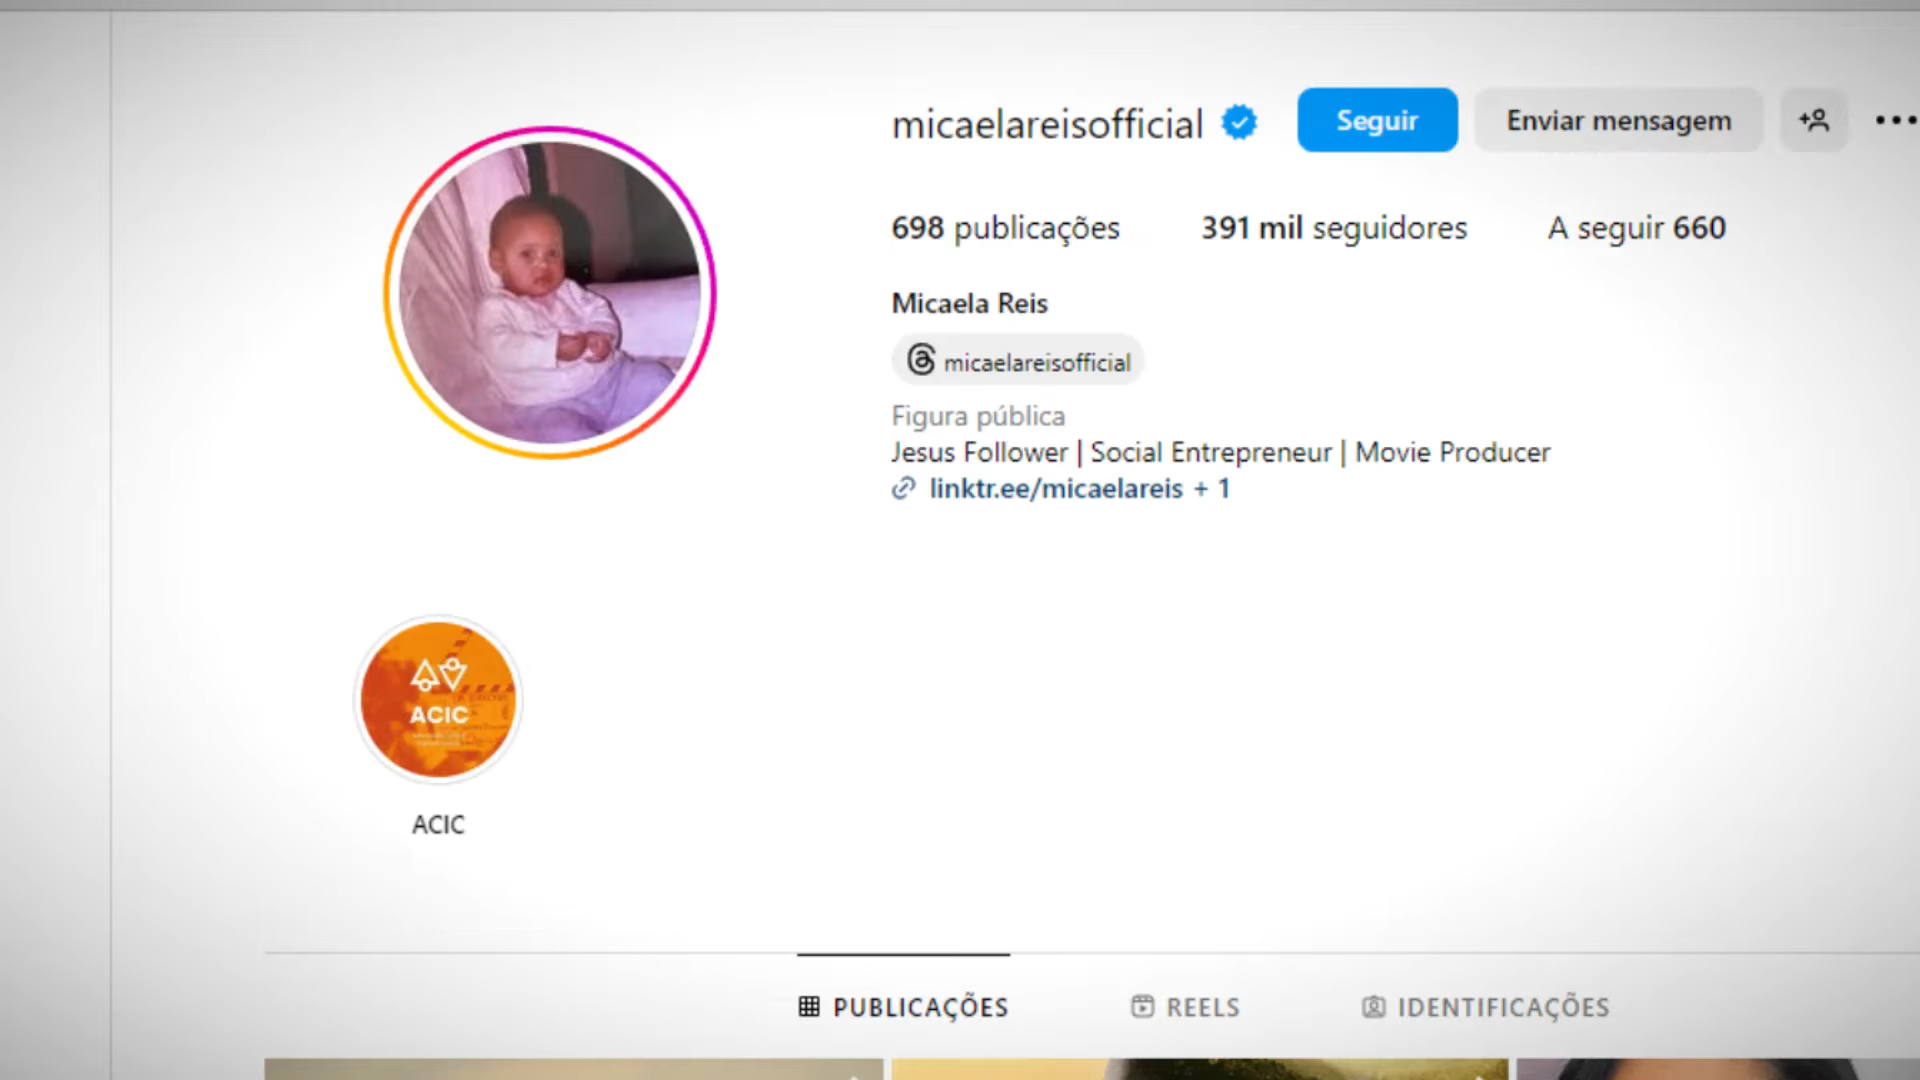 micaelareisofficial
Seguir
Enviar mensagem
698 publicações
391 mil seguidores
A seguir 660
Micaela Reis
micaelareisofficial
Figura pública
Jesus Follower | Social Entrepreneur | Movie Producer
linktr.ee/micaelareis + 1
ACIC
ACIC
PUBLICAÇÕES
REELS
IDENTIFICAÇÕES